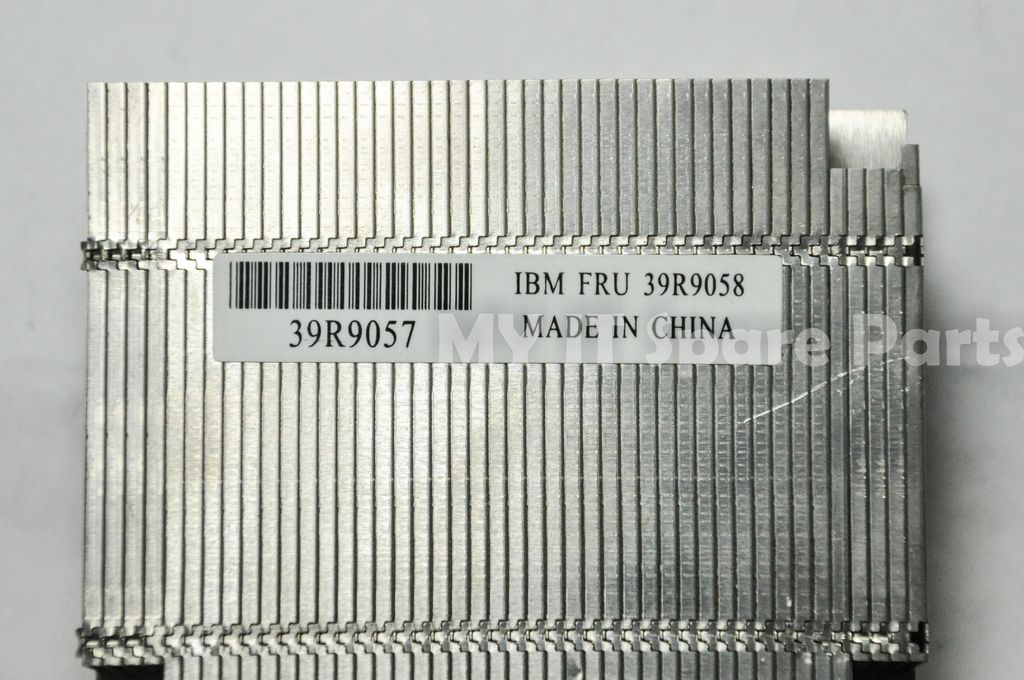 39R9057
IBM FRU 39R9058
MADE IN CHINA
MY IT Spare Parts